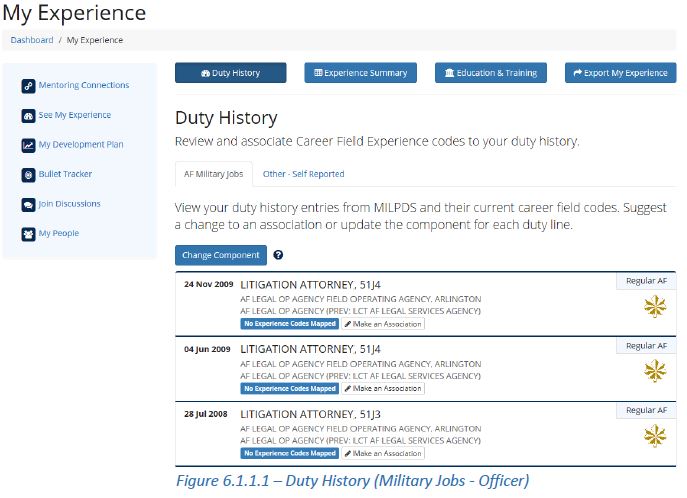 My Experience
Dashboard / My Experience
Mentoring Connections
See My Experience
My Development Plan
Bullet Tracker
Join Discussions
My People
Duty History
Experience Summary
Education & Training
Export My Experience
Duty History
Review and associate Career Field Experience codes to your duty history.
AF Military Jobs
Other - Self Reported
View your duty history entries from MILPDS and their current career field codes. Suggest
a change to an association or update the component for each duty line.
Change Component ?
24 Nov 2009 LITIGATION ATTORNEY, 51J4 Regular AF
AF LEGAL OP AGENCY FIELD OPERATING AGENCY, ARLINGTON
AF LEGAL OP AGENCY (PREV: ILCT AF LEGAL SERVICES AGENCY)
No Experience Codes Mapped Make an Association
04 Jun 2009 LITIGATION ATTORNEY, 51J4 Regular AF
AF LEGAL OP AGENCY FIELD OPERATING AGENCY, ARLINGTON
AF LEGAL OP AGENCY (PREV: ILCT AF LEGAL SERVICES AGENCY)
No Experience Codes Mapped Make an Association
28 Jul 2008 LITIGATION ATTORNEY, 51J3 Regular AF
AF LEGAL OP AGENCY FIELD OPERATING AGENCY, ARLINGTON
AF LEGAL OP AGENCY (PREV: ILCT AF LEGAL SERVICES AGENCY)
No Experience Codes Mapped Make an Association
Figure 6.1.1.1 – Duty History (Military Jobs - Officer)